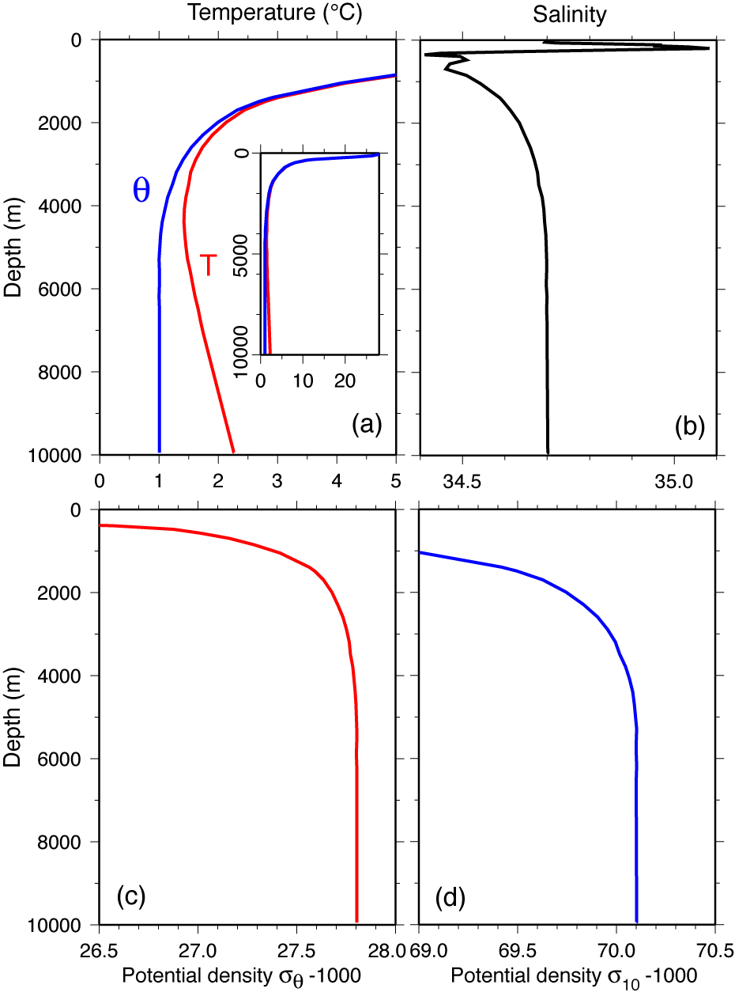 Temperature (°C)
Salinity
0
2000
4000
6000
8000
10000
Depth (m)
θ
T
0
5000
10000
0 10 20
(a)
(b)
0 1 2 3 4 5
34.5 35.0
0
2000
4000
6000
8000
10000
Depth (m)
(c)
(d)
26.5 27.0 27.5 28.0
69.0 69.5 70.0 70.5
Potential density σθ -1000
Potential density σ10 -1000